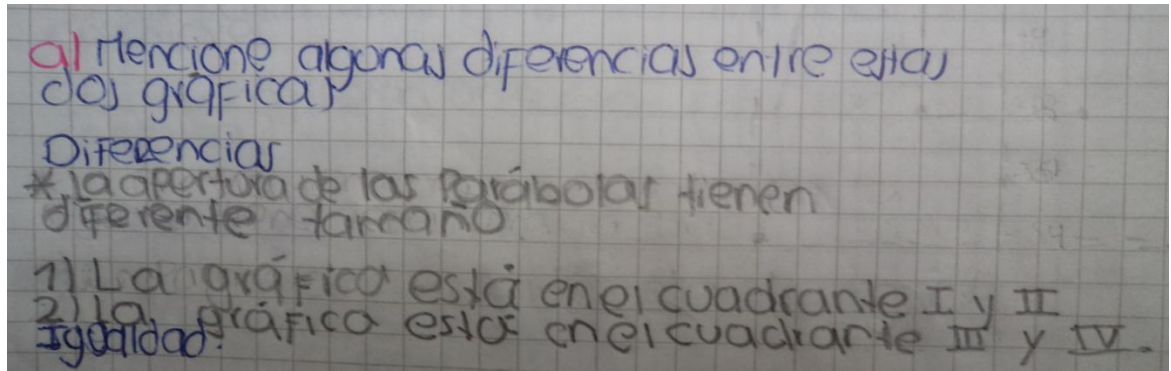 a) Mencione algunas diferencias entre estas
dos gráficas
Diferencias
* la apertura de las Parábolas tienen
diferente tamaño
1) La gráfica está en el cuadrante I y II
2) la gráfica esta en el cuadrante III y IV.
Igualdad: